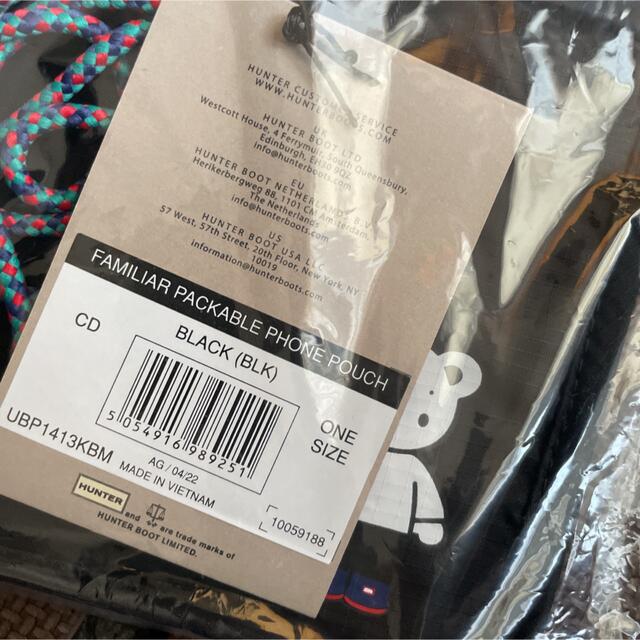 HUNTER CUSTOMER SERVICE
WWW.HUNTERBOOTS.COM
UK
HUNTER BOOT LTD
Westcott House, 4 Ferrymuir, South Queensbury,
Edinburgh, EH30 9QZ
info@hunterboots.com
EU
HUNTER BOOT NETHERLANDS B.V.
Herikerbergweg 88, 1101 CM Amsterdam,
The Netherlands
info@hunterboots.com
US
HUNTER BOOT USA LLC
57 West, 57th Street, 20th Floor, New York, NY
10019
information@hunterboots.com
FAMILIAR PACKABLE PHONE POUCH
CD
BLACK (BLK)
5 054916 989251
ONE
SIZE
UBP1413KBM
AG / 04/22
MADE IN VIETNAM
10059188
HUNTER and are trade marks of
HUNTER BOOT LIMITED.